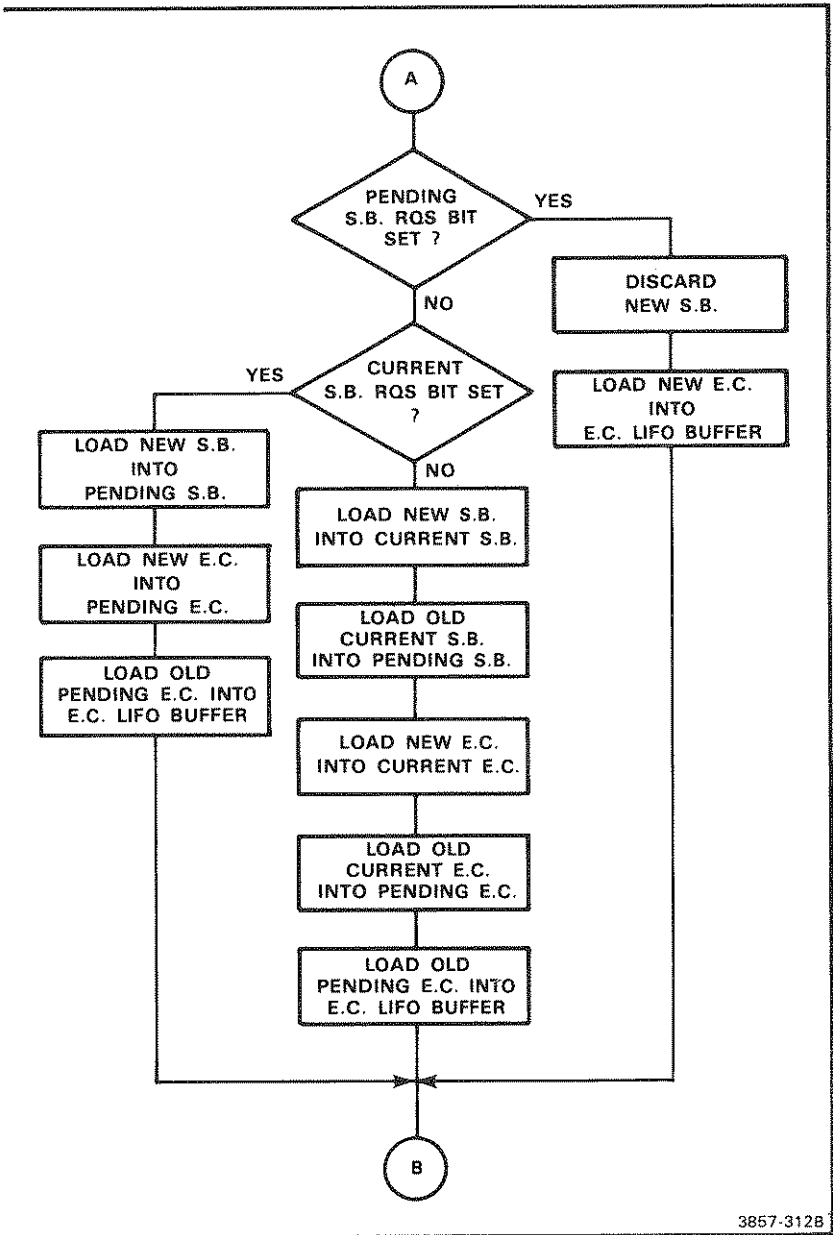 A
PENDING
S.B. RQS BIT
SET ?
YES
DISCARD
NEW S.B.
NO
LOAD NEW E.C.
INTO
E.C. LIFO BUFFER
CURRENT
S.B. RQS BIT SET
?
YES
NO
LOAD NEW S.B.
INTO
PENDING S.B.
LOAD NEW E.C.
INTO
PENDING E.C.
LOAD OLD
PENDING E.C. INTO
E.C. LIFO BUFFER
LOAD NEW S.B.
INTO CURRENT S.B.
LOAD OLD
CURRENT S.B.
INTO PENDING S.B.
LOAD NEW E.C.
INTO CURRENT E.C.
LOAD OLD
CURRENT E.C.
INTO PENDING E.C.
LOAD OLD
PENDING E.C. INTO
E.C. LIFO BUFFER
B
3857-312B